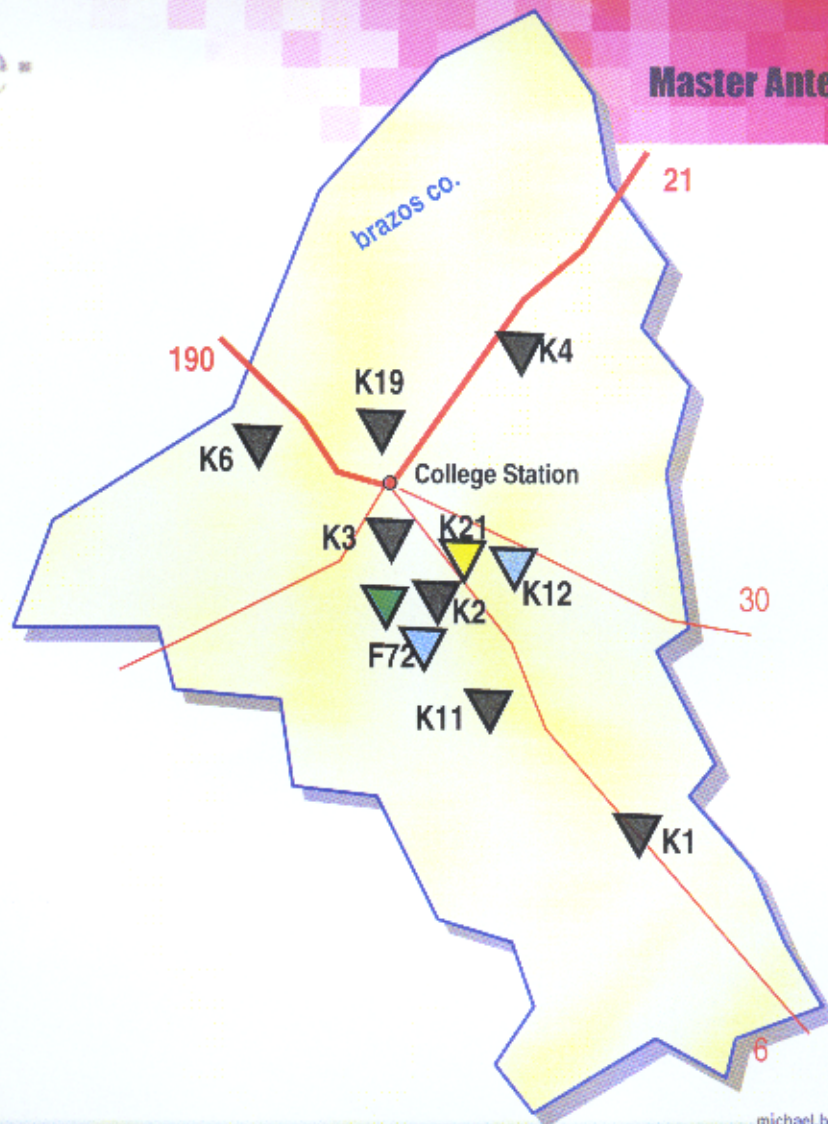 Master Ante
21
brazos co.
190
K4
K19
K6
College Station
K3
K21
K12
K2
30
F72
K11
K1
6
michael b